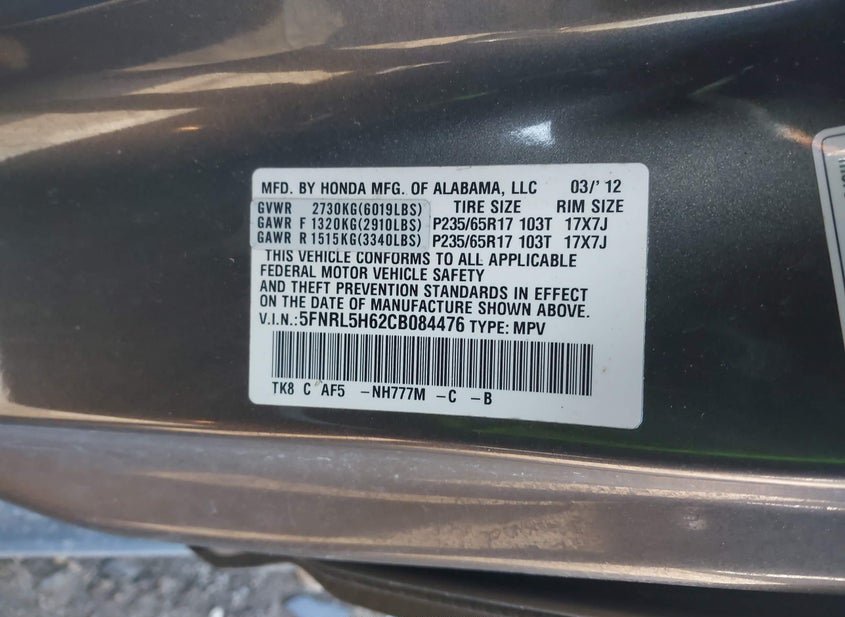 MFD. BY HONDA MFG. OF ALABAMA, LLC 03/'12
GVWR 2730KG(6019LBS) TIRE SIZE RIM SIZE
GAWR F 1320KG(2910LBS) P235/65R17 103T 17X7J
GAWR R 1515KG(3340LBS) P235/65R17 103T 17X7J
THIS VEHICLE CONFORMS TO ALL APPLICABLE
FEDERAL MOTOR VEHICLE SAFETY
AND THEFT PREVENTION STANDARDS IN EFFECT
ON THE DATE OF MANUFACTURE SHOWN ABOVE.
V.I.N.:5FNRL5H62CB084476 TYPE: MPV
TK8 C AF5 -NH777M -C -B